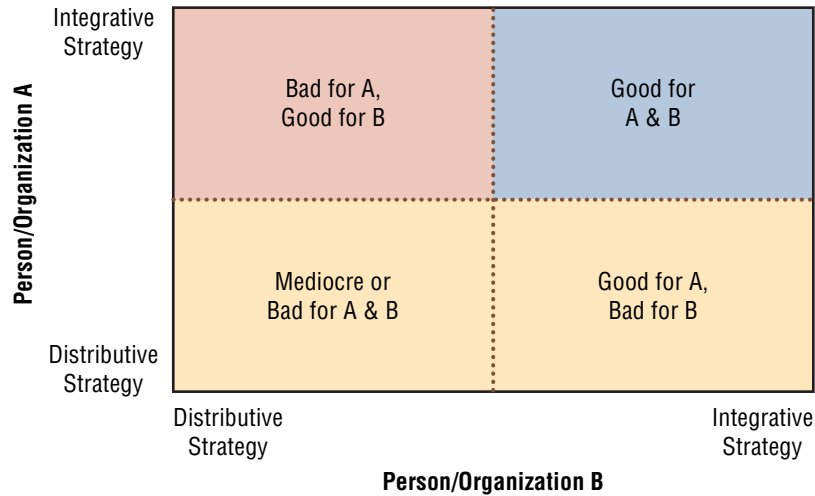 Integrative
Strategy
Person/Organization A
Bad for A,
Good for B
Good for
A & B
Mediocre or
Bad for A & B
Good for A,
Bad for B
Distributive
Strategy
Distributive
Strategy
Integrative
Strategy
Person/Organization B